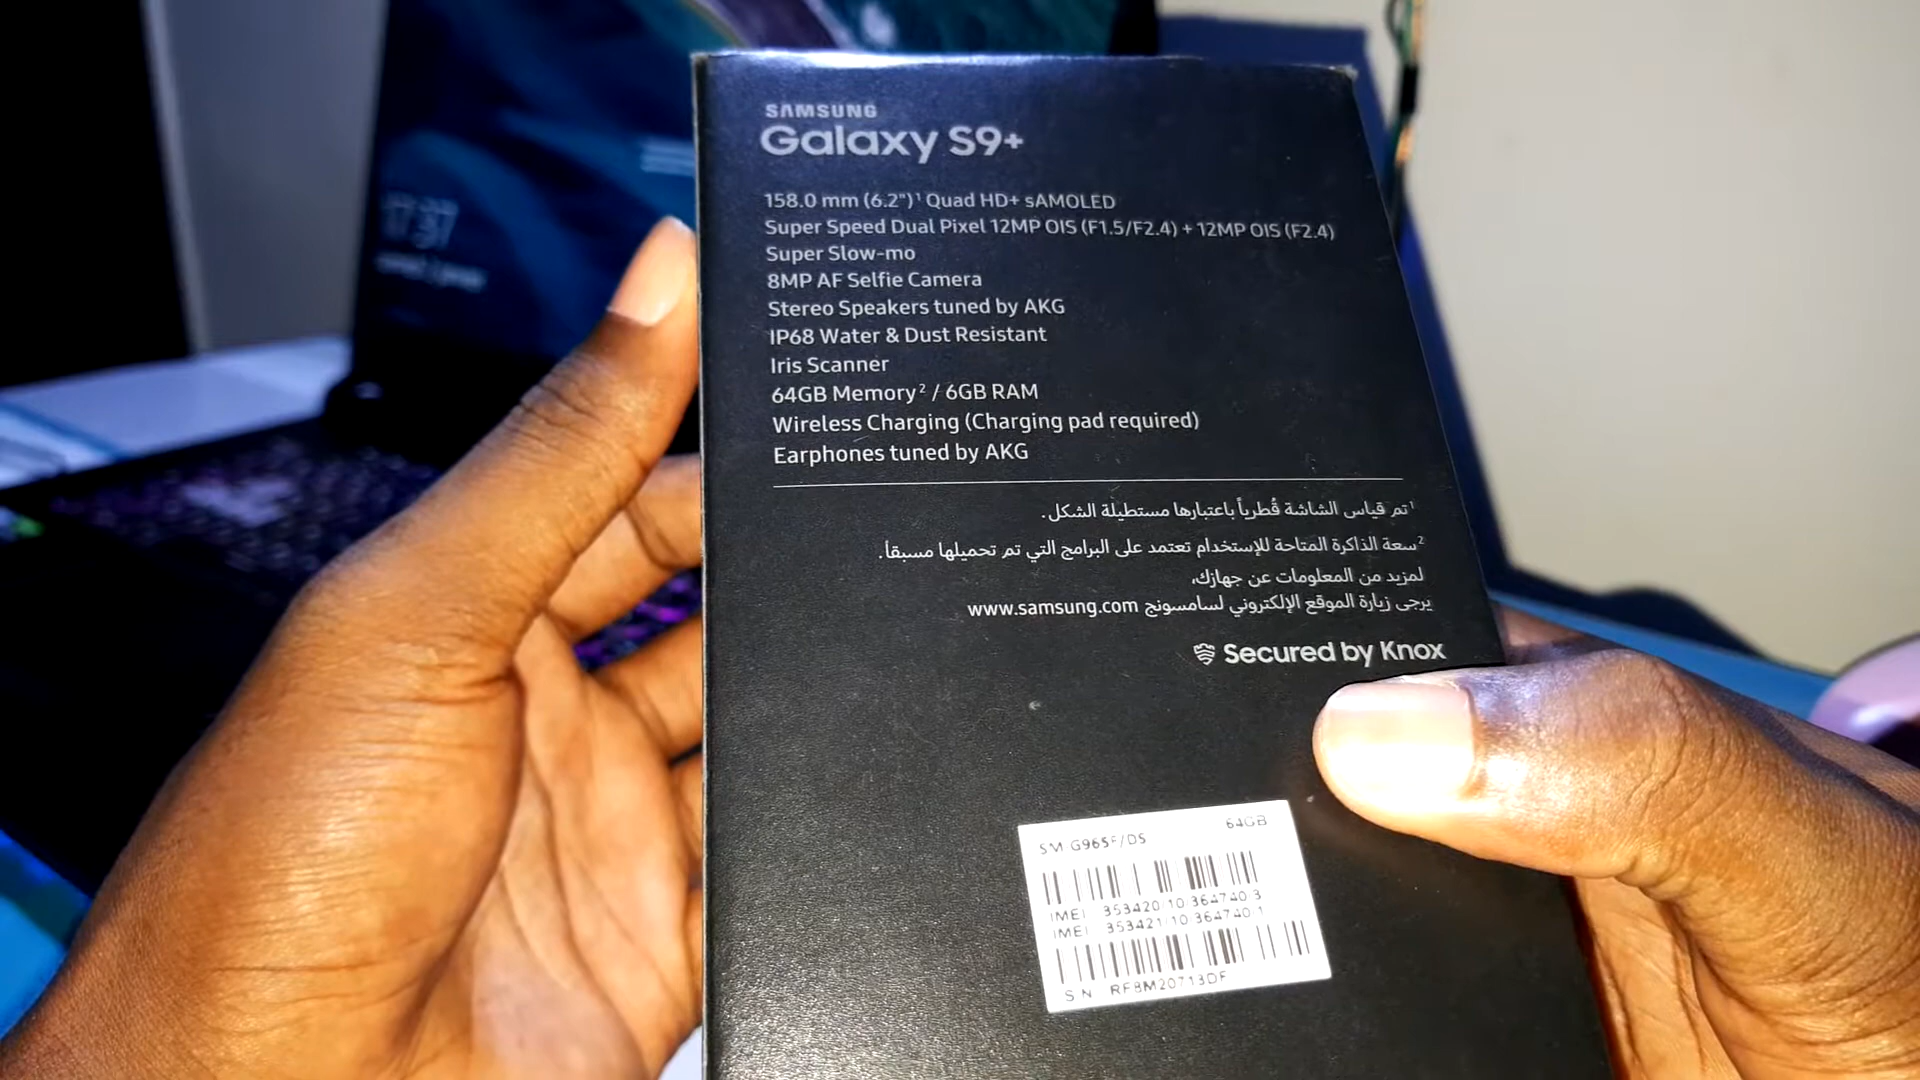 SAMSUNG
Galaxy S9+
158.0 mm (6.2")¹ Quad HD+ sAMOLED
Super Speed Dual Pixel 12MP OIS (F1.5/F2.4) + 12MP OIS (F2.4)
Super Slow-mo
8MP AF Selfie Camera
Stereo Speakers tuned by AKG
IP68 Water & Dust Resistant
Iris Scanner
64GB Memory² / 6GB RAM
Wireless Charging (Charging pad required)
Earphones tuned by AKG
¹تم قياس الشاشة قُطرياً باعتبارها مستطيلة الشكل.
²سعة الذاكرة المتاحة للإستخدام تعتمد على البرامج التي تم تحميلها مسبقاً.
لمزيد من المعلومات عن جهازك،
يرجى زيارة الموقع الإلكتروني لسامسونج www.samsung.com
Secured by Knox
SM-G965F/DS 64GB
IMEI 353420/10/364740/3
IMEI 353421/10/364740/1
S/N RF8M20713DF